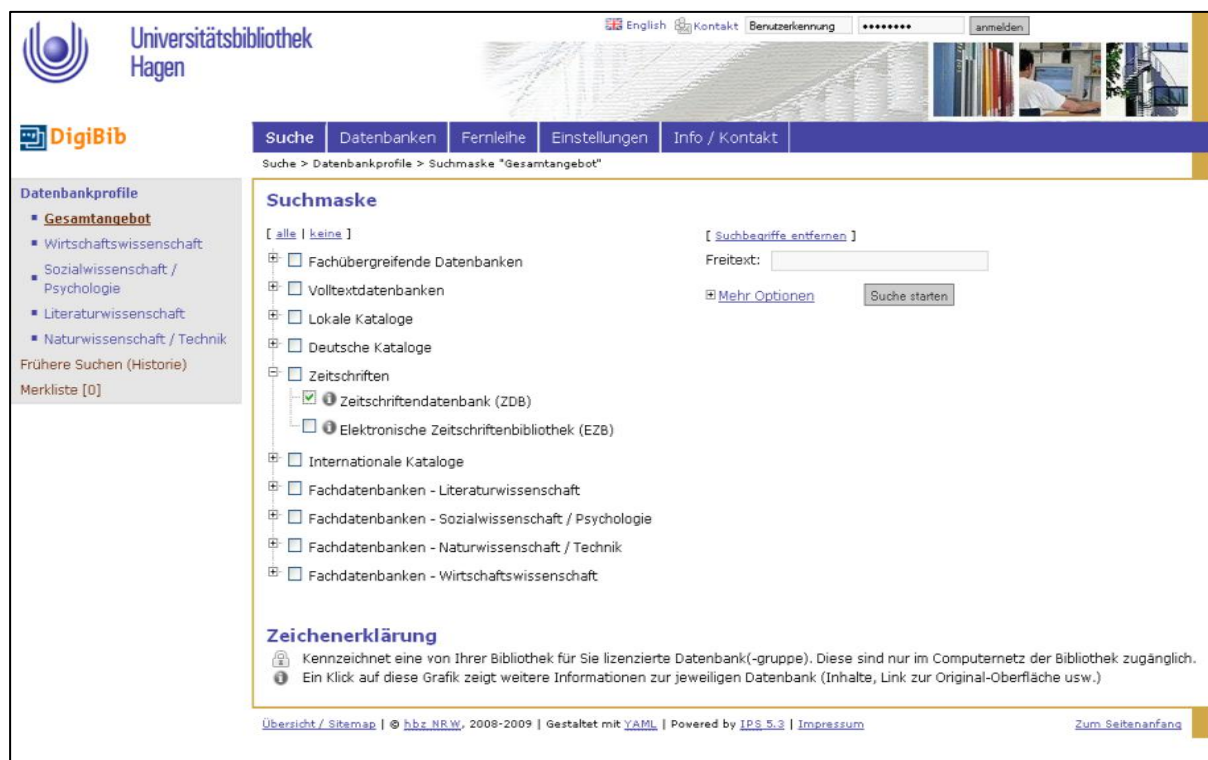 Universitätsbibliothek
Hagen
English Kontakt Benutzerkennung •••••••• anmelden
DigiBib
Suche Datenbanken Fernleihe Einstellungen Info / Kontakt
Suche > Datenbankprofile > Suchmaske "Gesamtangebot"
Datenbankprofile
Gesamtangebot
Wirtschaftswissenschaft
Sozialwissenschaft /
Psychologie
Literaturwissenschaft
Naturwissenschaft / Technik
Frühere Suchen (Historie)
Merkliste [0]
Suchmaske
[ alle | keine ]
Fachübergreifende Datenbanken
Volltextdatenbanken
Lokale Kataloge
Deutsche Kataloge
Zeitschriften
Zeitschriftendatenbank (ZDB)
Elektronische Zeitschriftenbibliothek (EZB)
Internationale Kataloge
Fachdatenbanken - Literaturwissenschaft
Fachdatenbanken - Sozialwissenschaft / Psychologie
Fachdatenbanken - Naturwissenschaft / Technik
Fachdatenbanken - Wirtschaftswissenschaft
[ Suchbegriffe entfernen ]
Freitext:
Mehr Optionen Suche starten
Zeichenerklärung
Kennzeichnet eine von Ihrer Bibliothek für Sie lizenzierte Datenbank(-gruppe). Diese sind nur im Computernetz der Bibliothek zugänglich.
Ein Klick auf diese Grafik zeigt weitere Informationen zur jeweiligen Datenbank (Inhalte, Link zur Original-Oberfläche usw.)
Übersicht / Sitemap | © hbz NRW, 2008-2009 | Gestaltet mit YAML | Powered by IPS 5.3 | Impressum Zum Seitenanfang